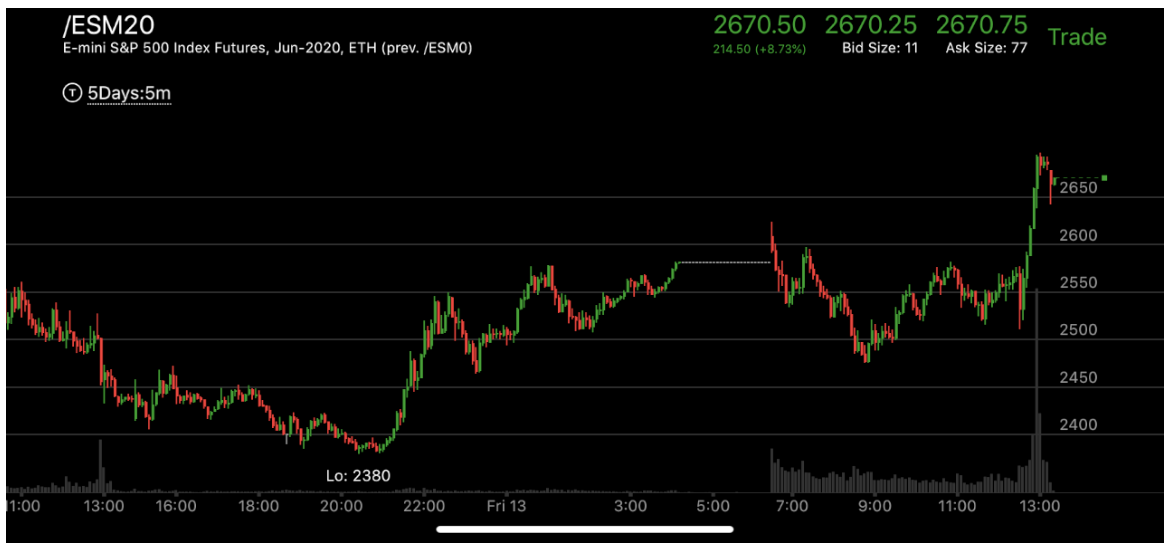 /ESM20
E-mini S&P 500 Index Futures, Jun-2020, ETH (prev. /ESM0)
2670.50 2670.25 2670.75 Trade
214.50 (+8.73%) Bid Size: 11 Ask Size: 77
T 5Days:5m
2650
2600
2550
2500
2450
2400
Lo: 2380
11:00 13:00 16:00 18:00 20:00 22:00 Fri 13 3:00 5:00 7:00 9:00 11:00 13:00